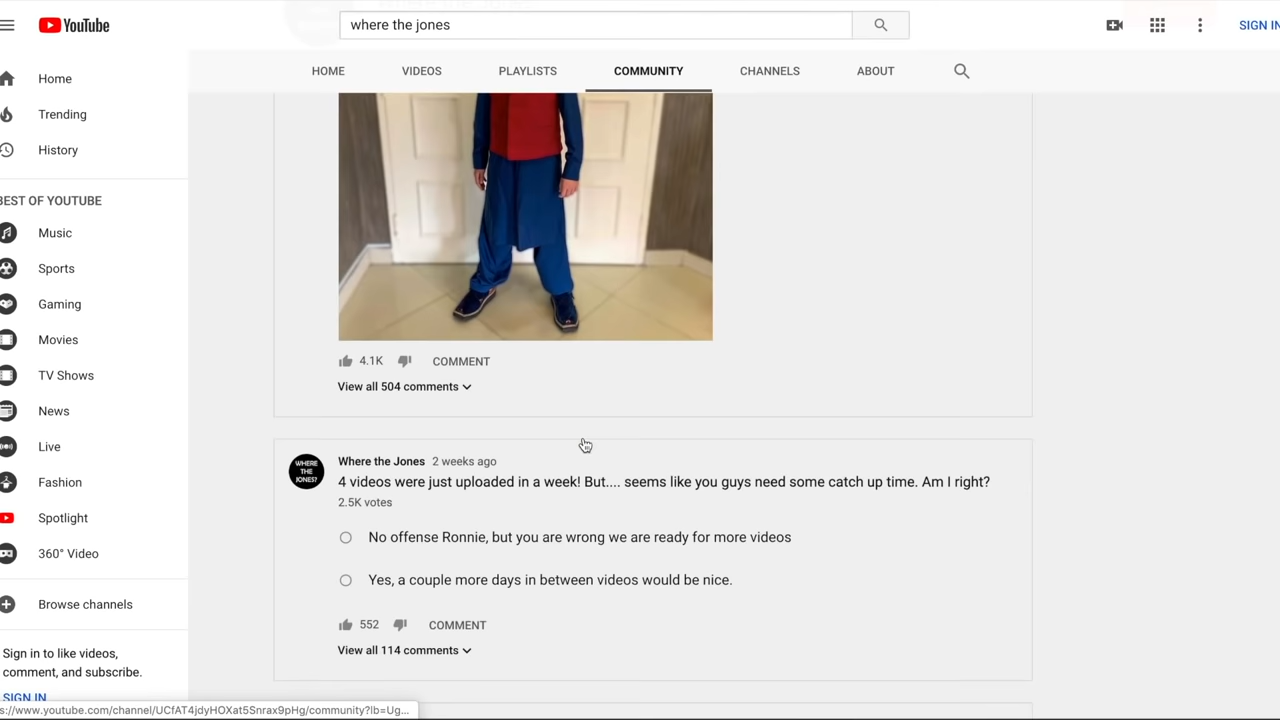 YouTube
where the jones
SIGN IN
HOME VIDEOS PLAYLISTS COMMUNITY CHANNELS ABOUT
Home
Trending
History
BEST OF YOUTUBE
Music
Sports
Gaming
Movies
TV Shows
News
Live
Fashion
Spotlight
360° Video
Browse channels
Sign in to like videos,
comment, and subscribe.
SIGN IN
4.1K COMMENT
View all 504 comments
WHERE
THE
JONES?
Where the Jones 2 weeks ago
4 videos were just uploaded in a week! But.... seems like you guys need some catch up time. Am I right?
2.5K votes
No offense Ronnie, but you are wrong we are ready for more videos
Yes, a couple more days in between videos would be nice.
552 COMMENT
View all 114 comments
s://www.youtube.com/channel/UCfAT4jdyHOXat5Snrax9pHg/community?lb=Ug...